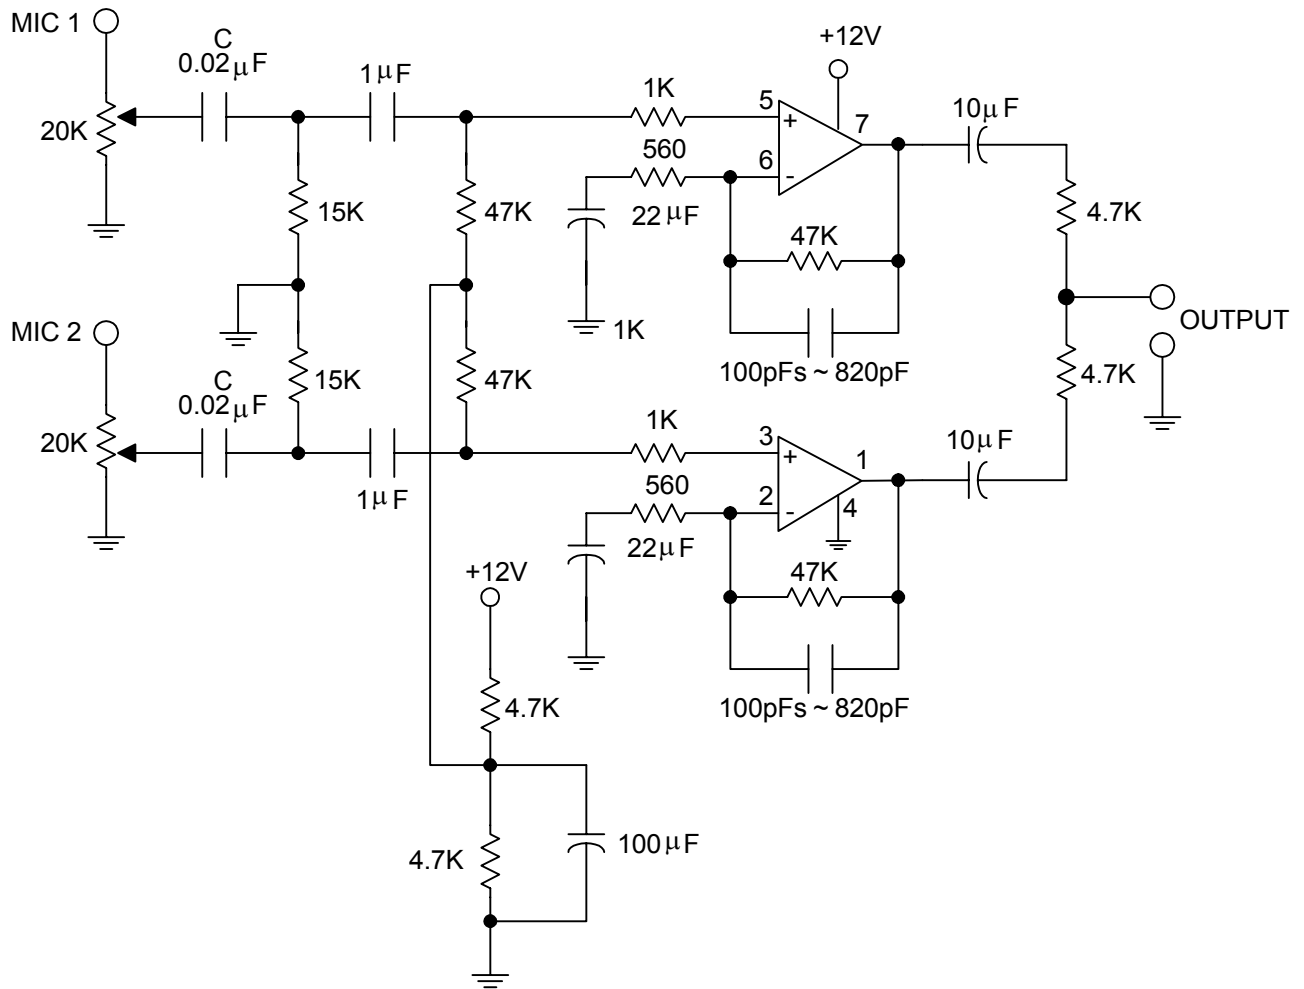 MIC 1
C
0.02μF
1μF
20K
15K
47K
1K
560
22μF
1K
+12V
5
+
6
-
7
47K
100pFs ~ 820pF
10μF
4.7K
OUTPUT
4.7K
MIC 2
C
0.02μF
20K
15K
1μF
47K
1K
560
22μF
3
+
2
-
1
4
47K
100pFs ~ 820pF
10μF
+12V
4.7K
4.7K
100μF